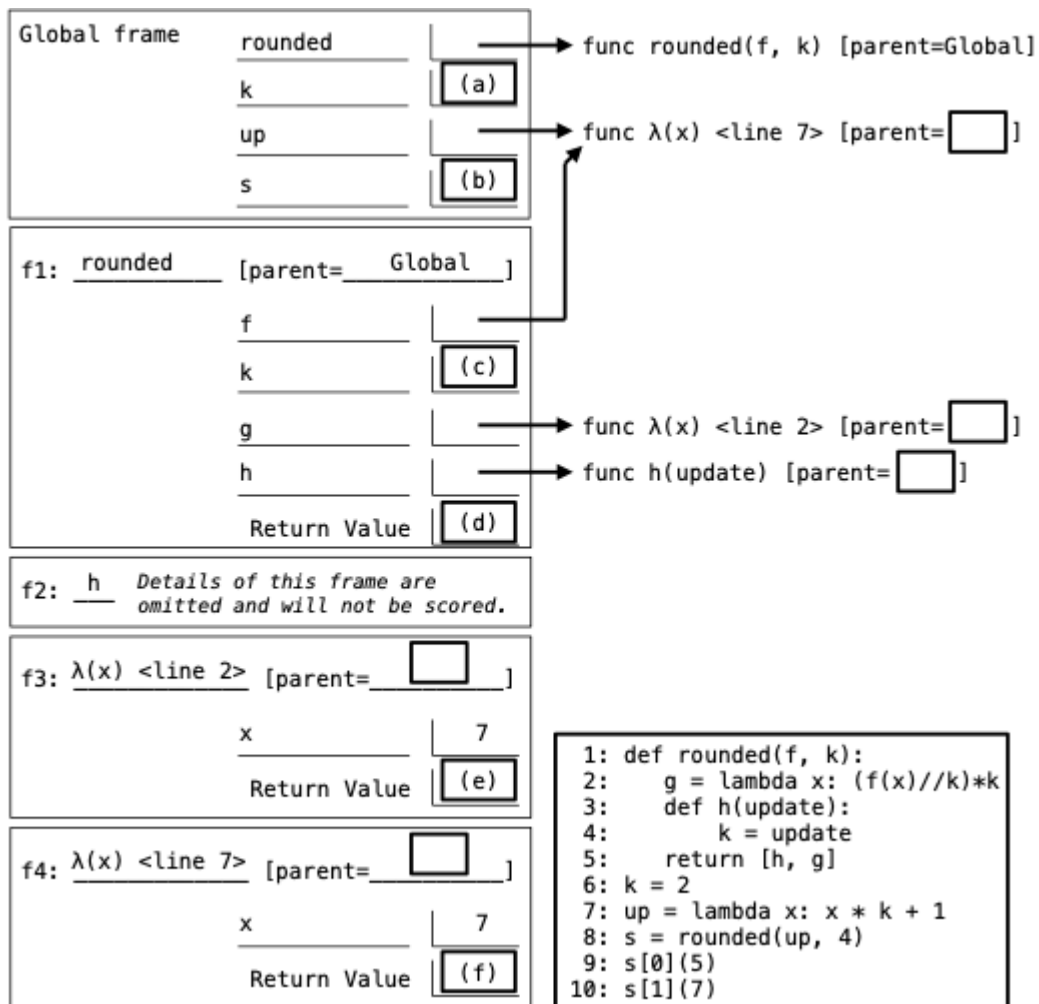 Global frame
rounded
func rounded(f, k) [parent=Global]
k
(a)
up
func λ(x) <line 7> [parent= ]
s
(b)
f1: rounded [parent= Global ]
f
k
(c)
g
func λ(x) <line 2> [parent= ]
h
func h(update) [parent= ]
Return Value
(d)
f2: h Details of this frame are
omitted and will not be scored.
f3: λ(x) <line 2> [parent= ]
x 7
Return Value (e)
f4: λ(x) <line 7> [parent= ]
x 7
Return Value (f)
1: def rounded(f, k):
2:     g = lambda x: (f(x)//k)*k
3:     def h(update):
4:         k = update
5:     return [h, g]
6: k = 2
7: up = lambda x: x * k + 1
8: s = rounded(up, 4)
9: s[0](5)
10: s[1](7)